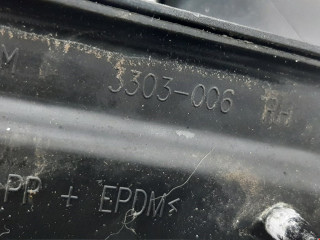 M 3303-006 RH
PP + EPDM<